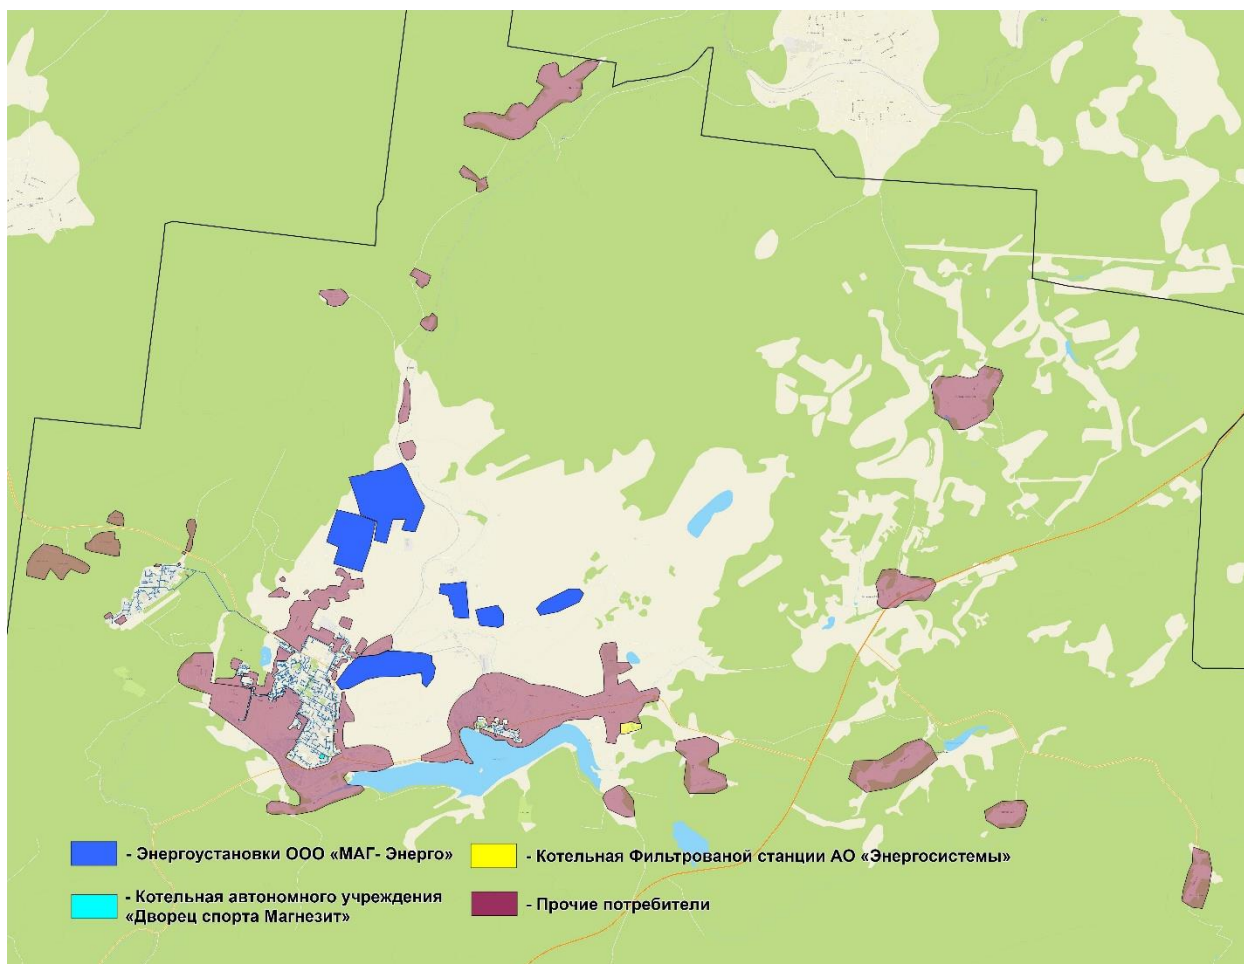 - Энергоустановки ООО «МАГ- Энерго»
- Котельная Фильтрованой станции АО «Энергосистемы»
- Котельная автономного учреждения
«Дворец спорта Магнезит»
- Прочие потребители